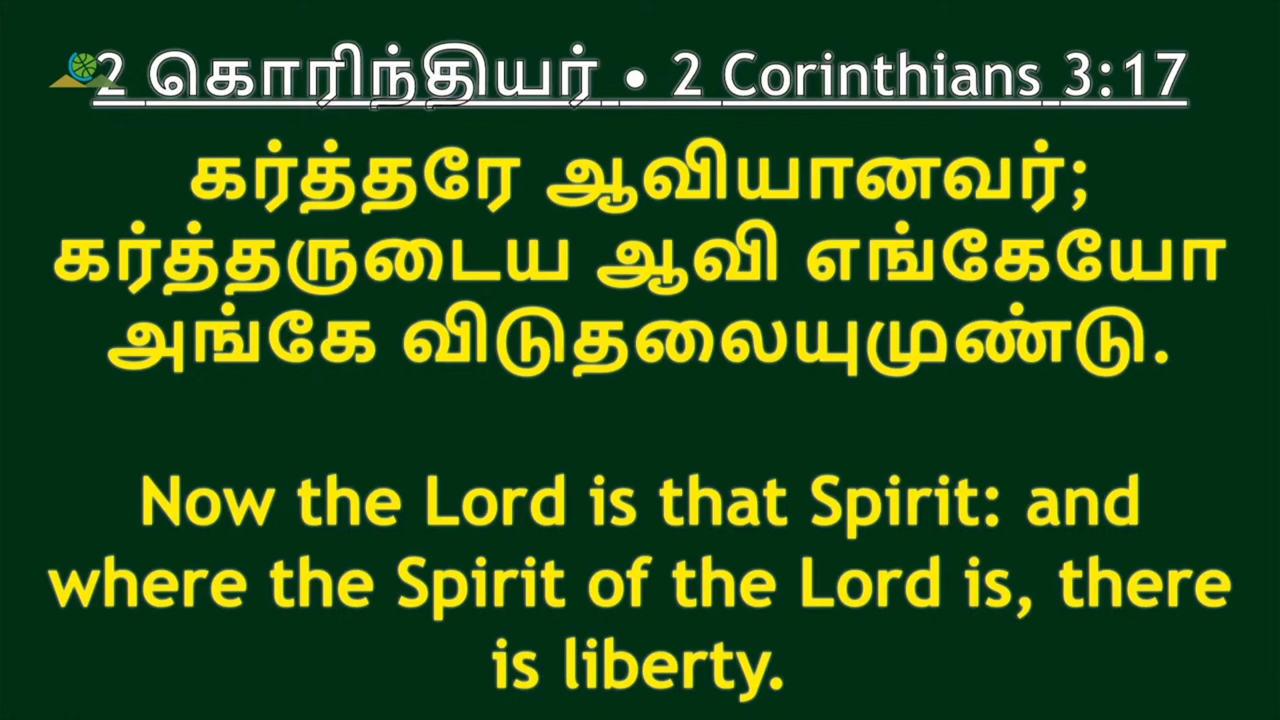 2 கொரிந்தியர் • 2 Corinthians 3:17
கர்த்தரே ஆவியானவர்;
கர்த்தருடைய ஆவி எங்கேயோ
அங்கே விடுதலையுமுண்டு.
Now the Lord is that Spirit: and
where the Spirit of the Lord is, there
is liberty.